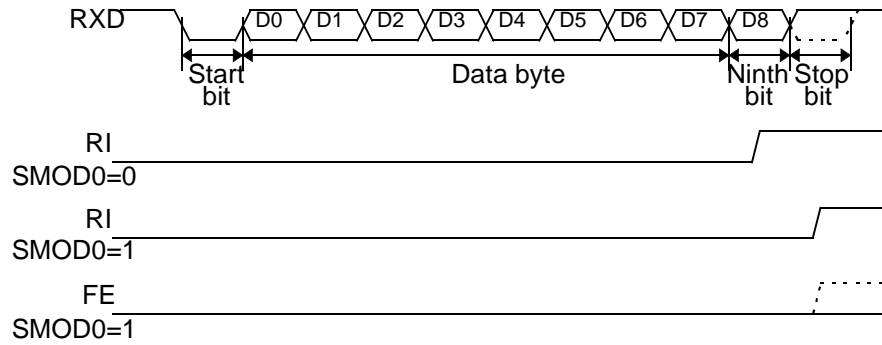 RXD D0 D1 D2 D3 D4 D5 D6 D7 D8
Start Data byte Ninth Stop
bit bit bit
RI
SMOD0=0
RI
SMOD0=1
FE
SMOD0=1